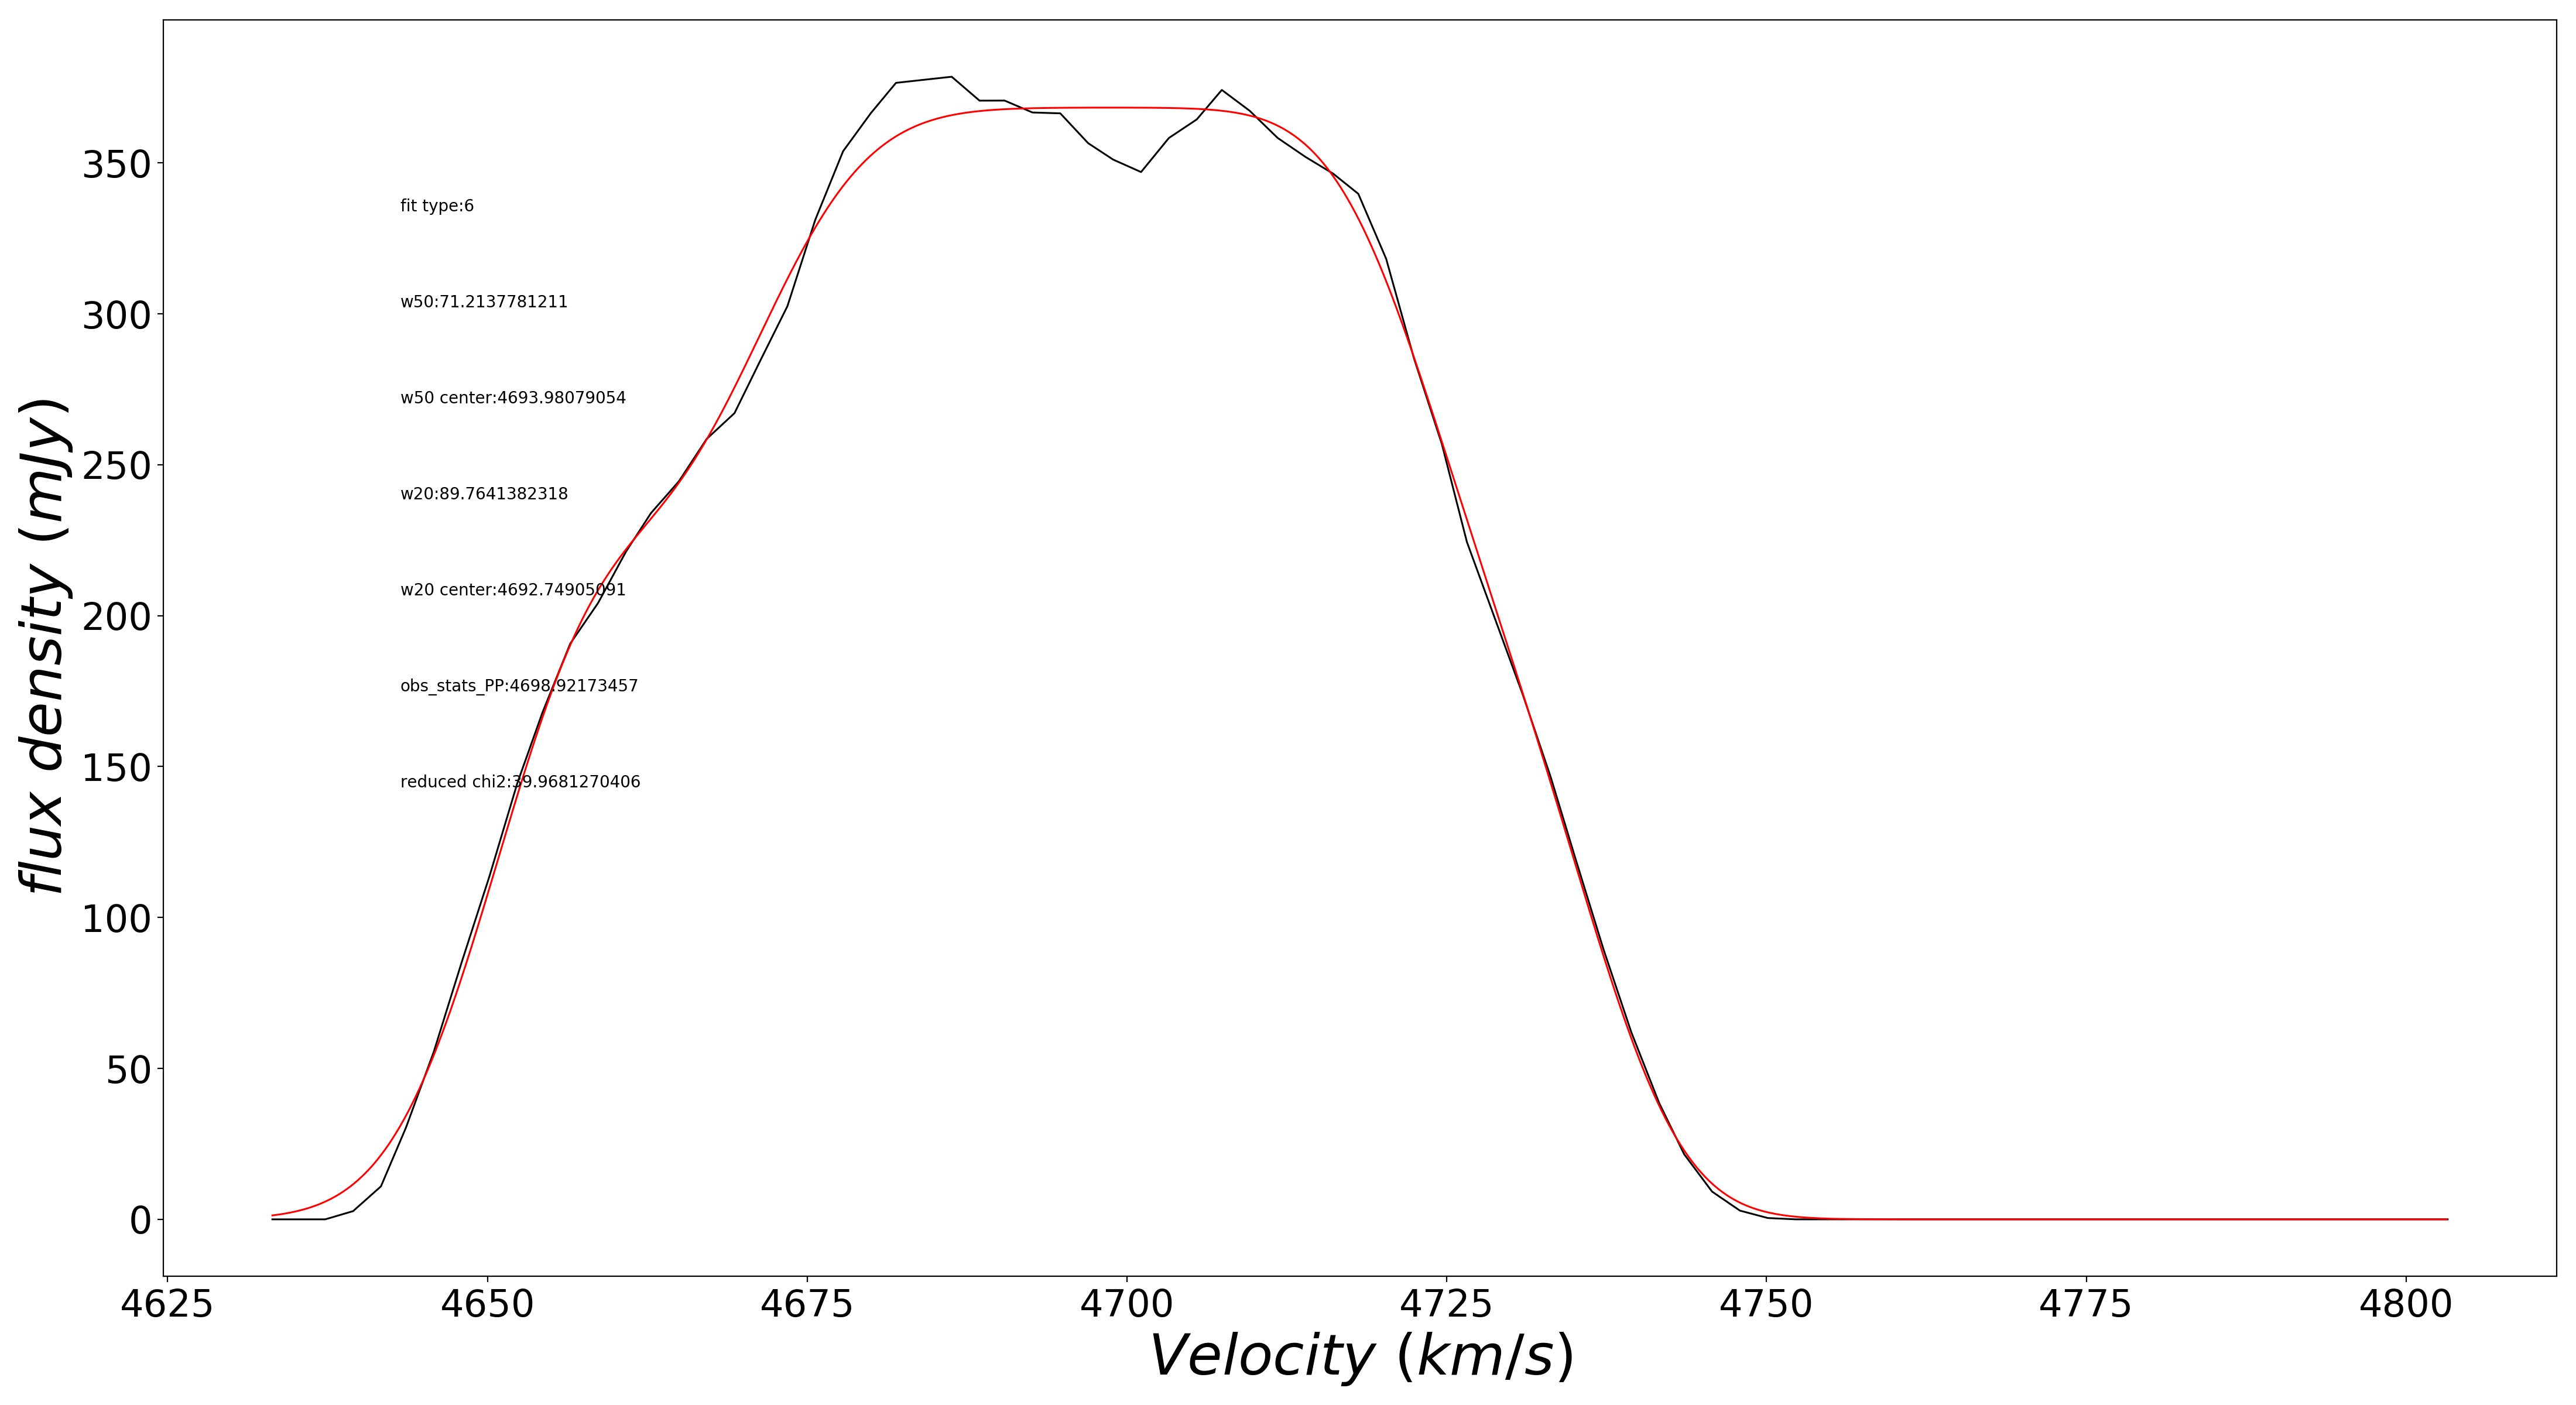 fit type:6
w50:71.2137781211
w50 center:4693.98079054
w20:89.7641382318
w20 center:4692.74905091
obs_stats_PP:4698.92173457
reduced chi2:39.9681270406
flux density (mJy)
350
300
250
200
150
100
50
0
4625 4650 4675 4700 4725 4750 4775 4800
Velocity (km/s)